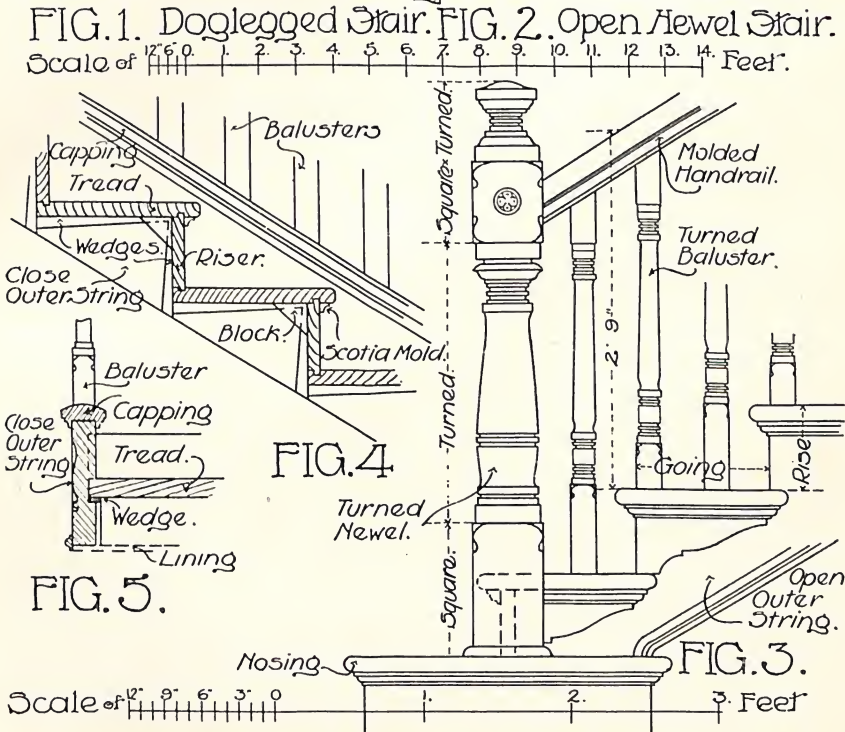 FIG.1. Doglegged Stair. FIG.2. Open Newel Stair.
Scale of 12" 6" 0. 1. 2. 3. 4. 5. 6. 7. 8. 9. 10. 11. 12. 13. 14. Feet.
Capping
Balusters
Tread
Wedges.
Riser.
Close
Outer String
Block.
Scotia Mold.
FIG.4
Baluster
Capping
Close
Outer
String
Tread.
Wedge.
Lining
FIG.5.
Turned
Square
Turned
Square
Molded
Handrail.
Turned
Baluster.
2' 9"
Going
Rise
Turned
Newel.
Open
Outer
String.
Nosing
FIG.3.
Scale of 12" 9" 6" 3" 0 1. 2. 3. Feet